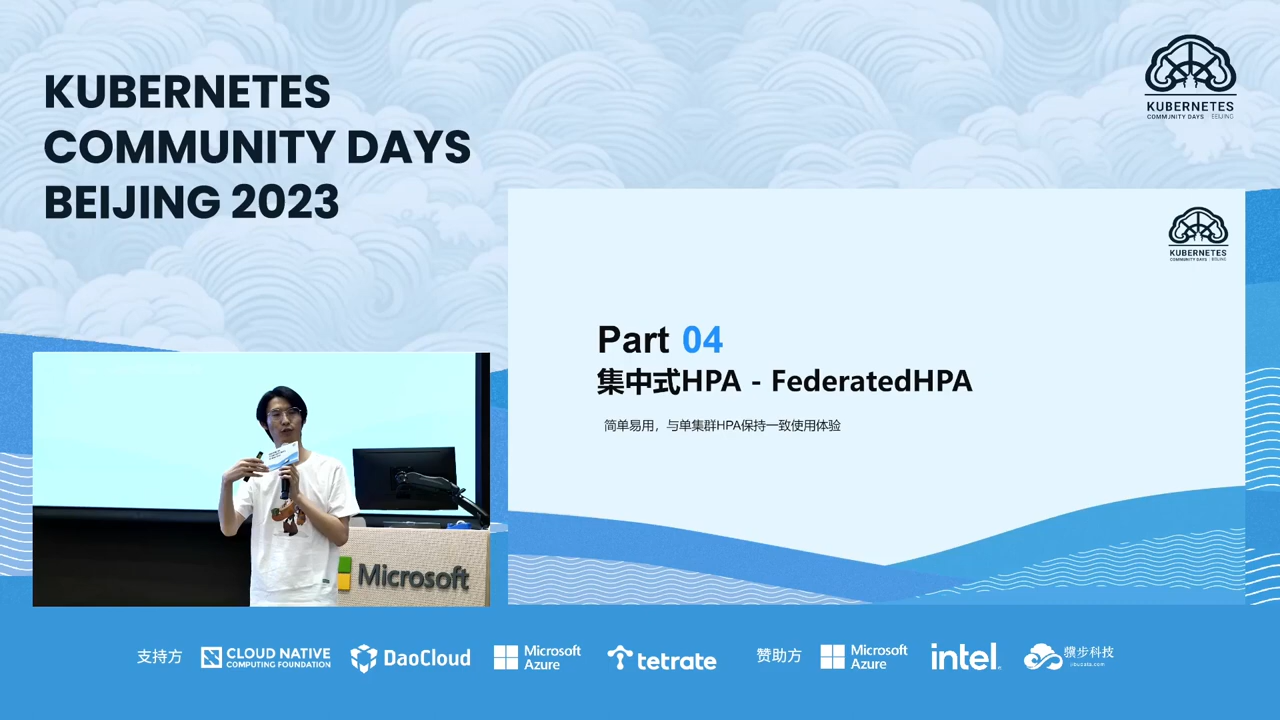 KUBERNETES
COMMUNITY DAYS
BEIJING 2023
KUBERNETES
COMMUNITY DAYS | BEIJING
KUBERNETES
COMMUNITY DAYS | BEIJING
Part 04
集中式HPA - FederatedHPA
简单易用，与单集群HPA保持一致使用体验
Microsoft
支持方
CLOUD NATIVE
COMPUTING FOUNDATION
DaoCloud
Microsoft
Azure
tetrate
赞助方
Microsoft
Azure
intel.
骥步科技
jibudata.com